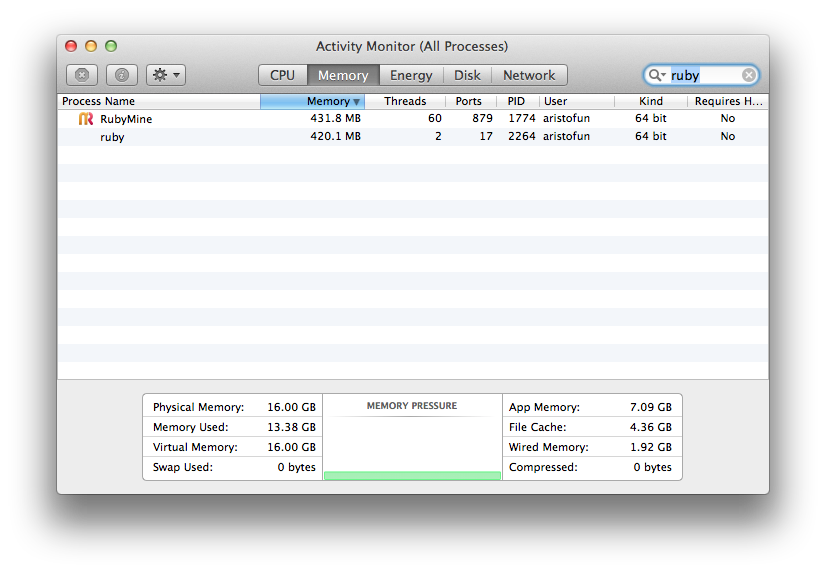 Activity Monitor (All Processes)
CPU Memory Energy Disk Network ruby
Process Name Memory Threads Ports PID User Kind Requires H...
RubyMine 431.8 MB 60 879 1774 aristofun 64 bit No
ruby 420.1 MB 2 17 2264 aristofun 64 bit No
Physical Memory: 16.00 GB
Memory Used: 13.38 GB
Virtual Memory: 16.00 GB
Swap Used: 0 bytes
MEMORY PRESSURE
App Memory: 7.09 GB
File Cache: 4.36 GB
Wired Memory: 1.92 GB
Compressed: 0 bytes